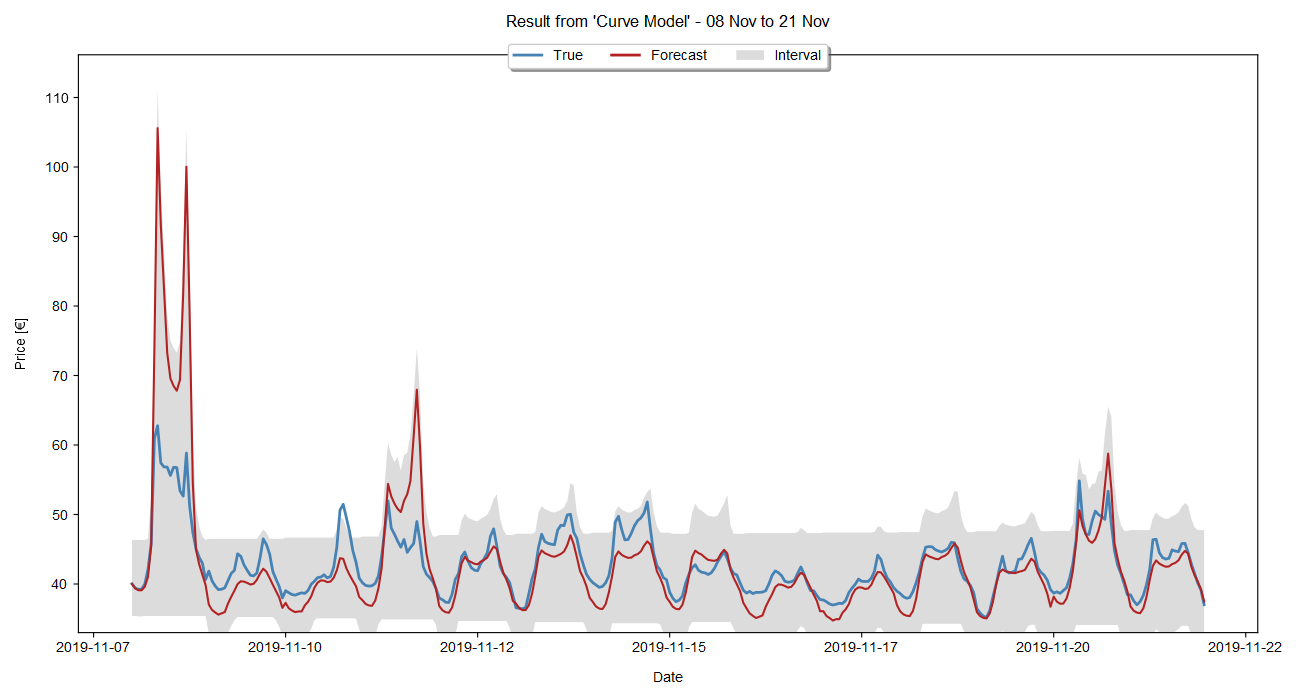 Result from 'Curve Model' - 08 Nov to 21 Nov
True Forecast Interval
110
100
90
80
70
60
50
40
Price [€]
2019-11-07 2019-11-10 2019-11-12 2019-11-15 2019-11-17 2019-11-20 2019-11-22
Date